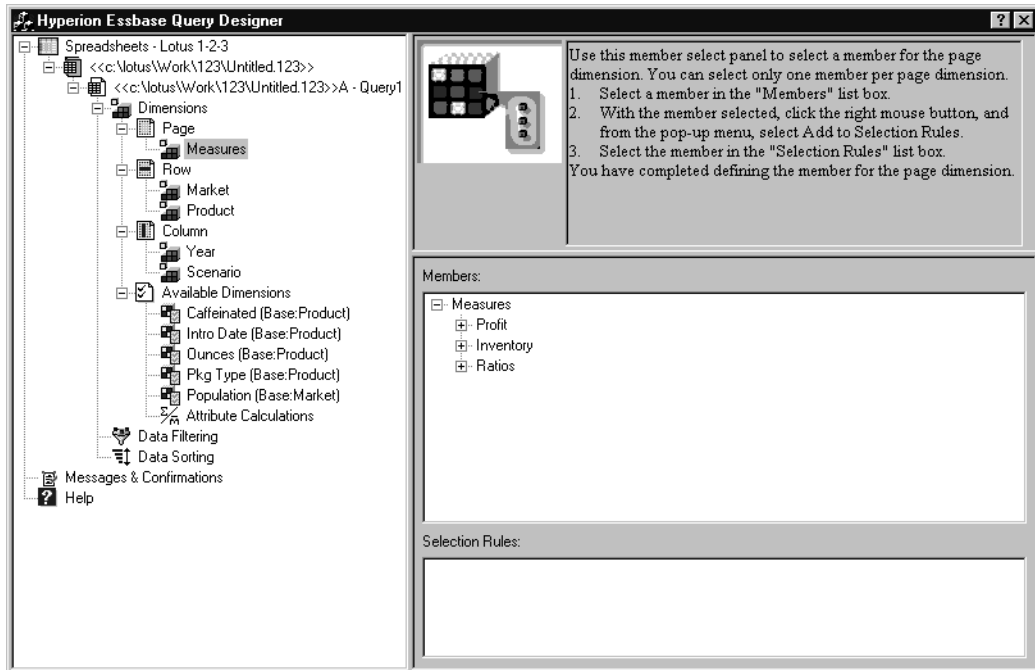 Hyperion Essbase Query Designer
Spreadsheets - Lotus 1-2-3
<<c:\lotus\Work\123\Untitled.123>>
<<c:\lotus\Work\123\Untitled.123>>A - Query1
Dimensions
Page
Measures
Row
Market
Product
Column
Year
Scenario
Available Dimensions
Caffeinated (Base:Product)
Intro Date (Base:Product)
Ounces (Base:Product)
Pkg Type (Base:Product)
Population (Base:Market)
Attribute Calculations
Data Filtering
Data Sorting
Messages & Confirmations
Help
Use this member select panel to select a member for the page
dimension. You can select only one member per page dimension.
1. Select a member in the "Members" list box.
2. With the member selected, click the right mouse button, and
from the pop-up menu, select Add to Selection Rules.
3. Select the member in the "Selection Rules" list box.
You have completed defining the member for the page dimension.
Members:
Measures
Profit
Inventory
Ratios
Selection Rules: